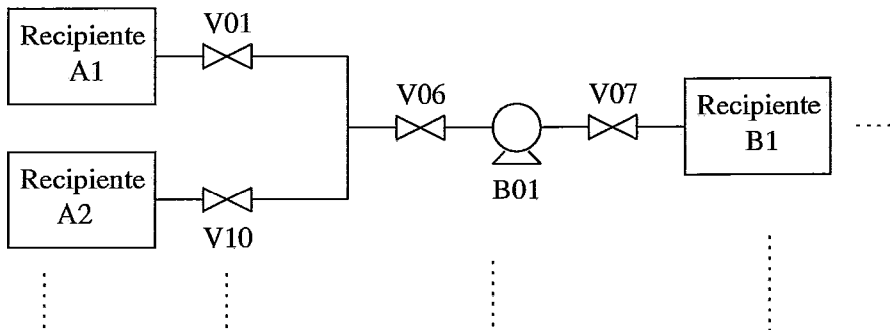 Recipiente
A1
V01
V06
V07
Recipiente
B1
Recipiente
A2
V10
B01